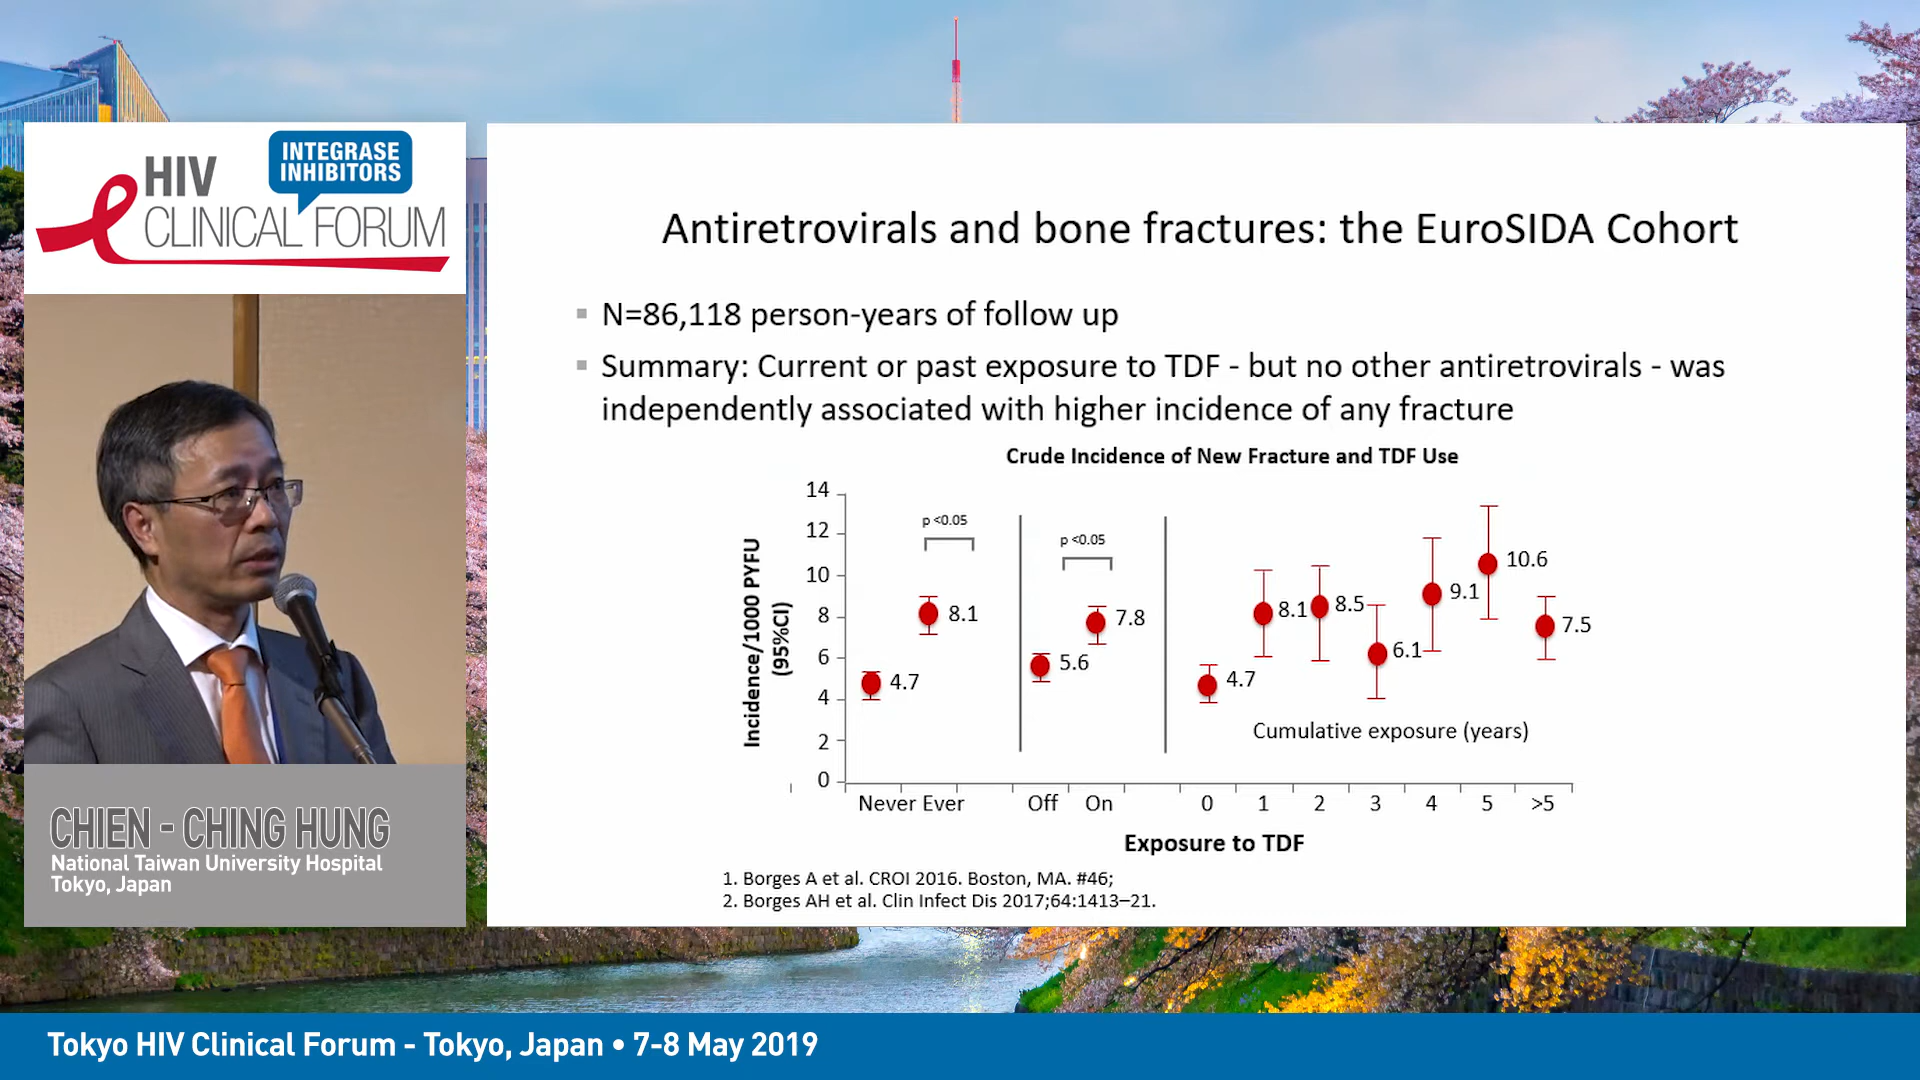 HIV
INTEGRASE
INHIBITORS
CLINICAL FORUM
CHIEN - CHING HUNG
National Taiwan University Hospital
Tokyo, Japan
Antiretrovirals and bone fractures: the EuroSIDA Cohort
N=86,118 person-years of follow up
Summary: Current or past exposure to TDF - but no other antiretrovirals - was
independently associated with higher incidence of any fracture
Crude Incidence of New Fracture and TDF Use
Incidence/1000 PYFU
(95%CI)
14
12
10
8
6
4
2
0
p <0.05
p <0.05
4.7
8.1
5.6
7.8
4.7
8.1
8.5
6.1
9.1
10.6
7.5
Cumulative exposure (years)
Never Ever Off On 0 1 2 3 4 5 >5
Exposure to TDF
1. Borges A et al. CROI 2016. Boston, MA. #46;
2. Borges AH et al. Clin Infect Dis 2017;64:1413–21.
Tokyo HIV Clinical Forum - Tokyo, Japan • 7-8 May 2019